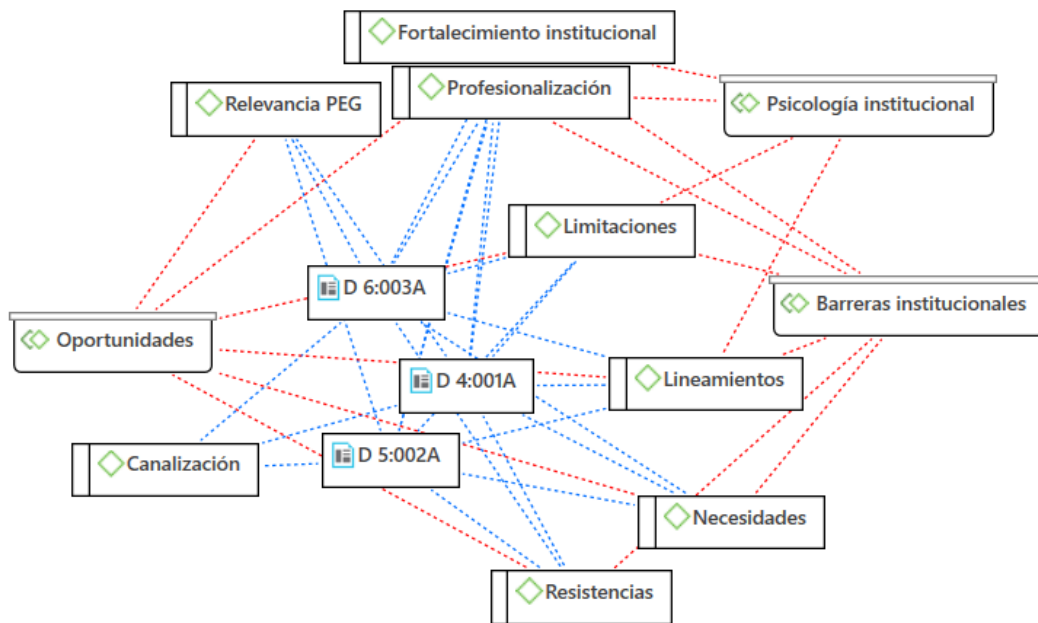 Fortalecimiento institucional
Profesionalización
Relevancia PEG
Psicología institucional
Limitaciones
D 6:003A
Barreras institucionales
Oportunidades
D 4:001A
Lineamientos
D 5:002A
Canalización
Necesidades
Resistencias